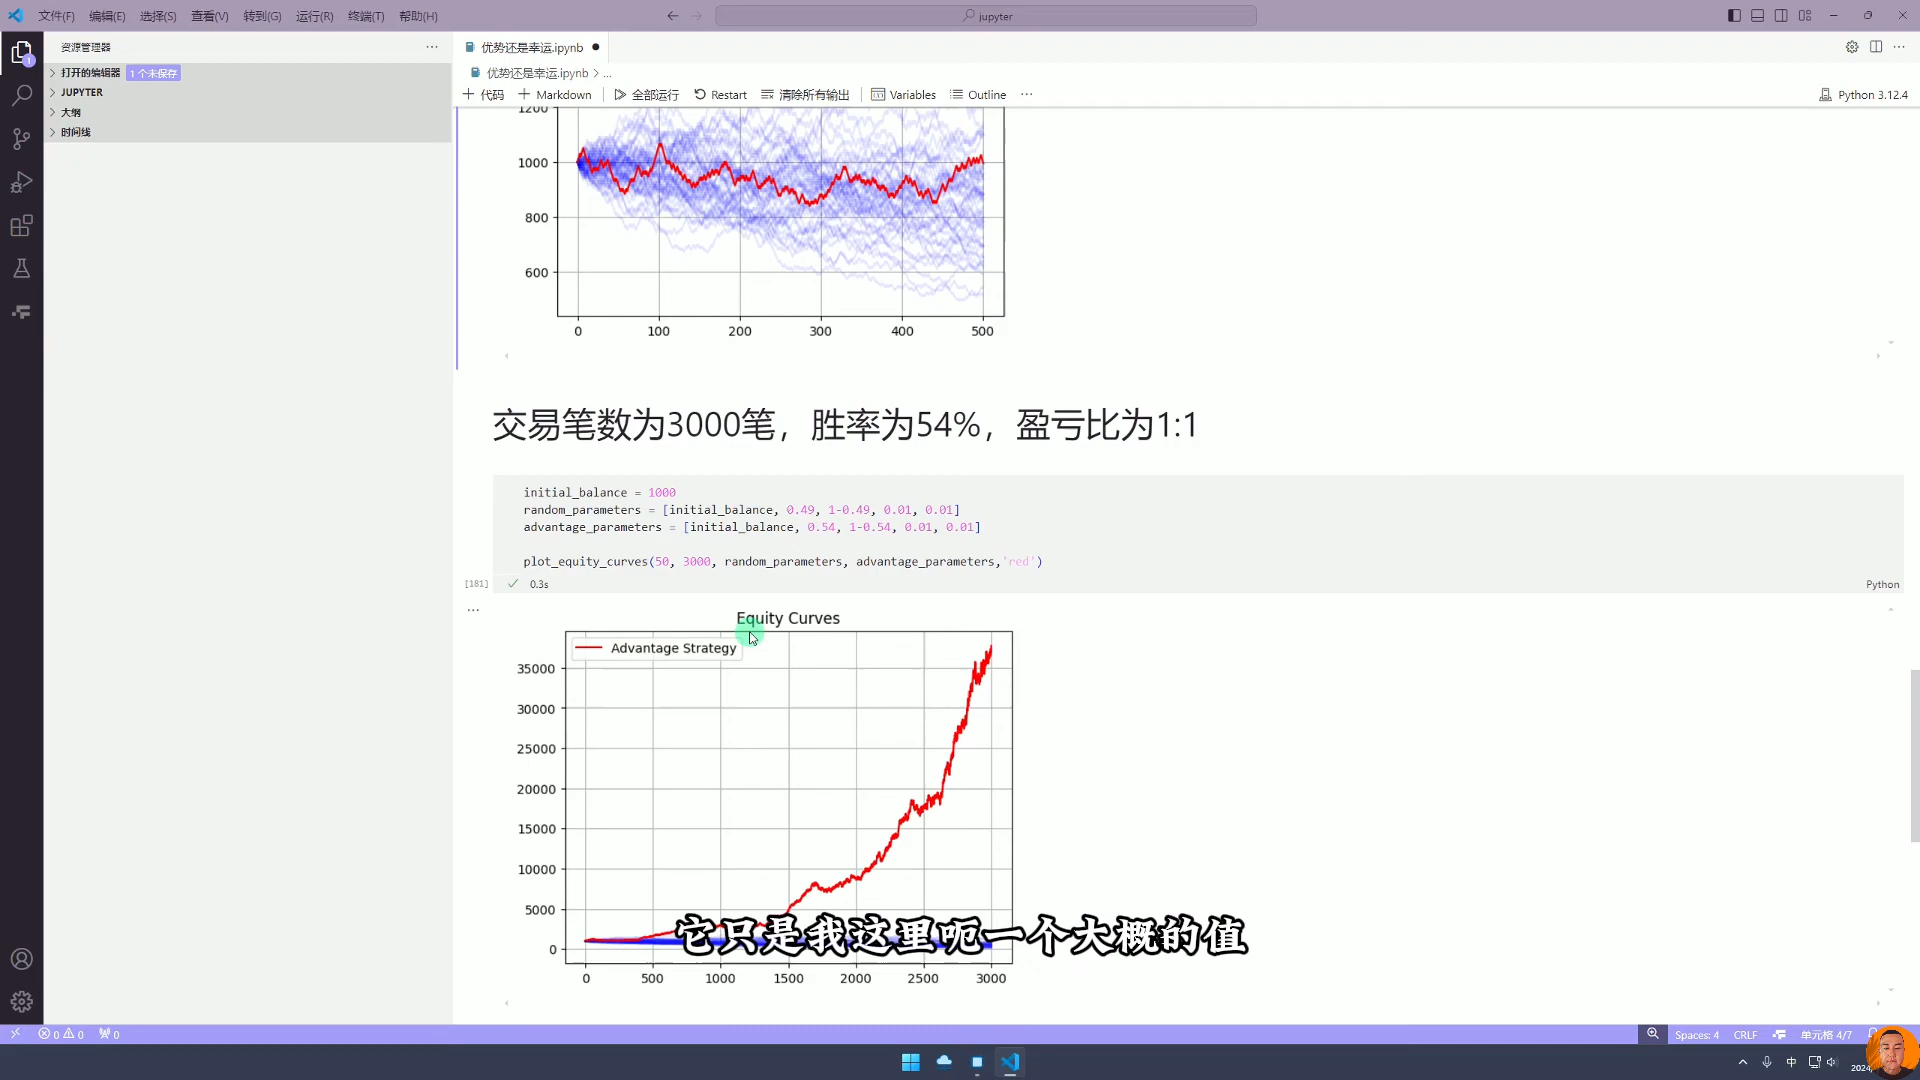 文件(F) 编辑(E) 选择(S) 查看(V) 转到(G) 运行(R) 终端(T) 帮助(H)
jupyter
资源管理器
优势还是幸运.ipynb
打开的编辑器 1 个未保存
优势还是幸运.ipynb > ...
JUPYTER
代码 Markdown 全部运行 Restart 清除所有输出 Variables Outline ...
Python 3.12.4
大纲
时间线
1200
1000
800
600
0 100 200 300 400 500
交易笔数为3000笔，胜率为54%，盈亏比为1:1
initial_balance = 1000
random_parameters = [initial_balance, 0.49, 1-0.49, 0.01, 0.01]
advantage_parameters = [initial_balance, 0.54, 1-0.54, 0.01, 0.01]
plot_equity_curves(50, 3000, random_parameters, advantage_parameters,'red')
[181] 0.3s
Python
Equity Curves
Advantage Strategy
35000
30000
25000
20000
15000
10000
5000
0
它只是我这里呃一个大概的值
0 500 1000 1500 2000 2500 3000
0 0 0
Spaces: 4 CRLF 单元格 4/7
中
2024